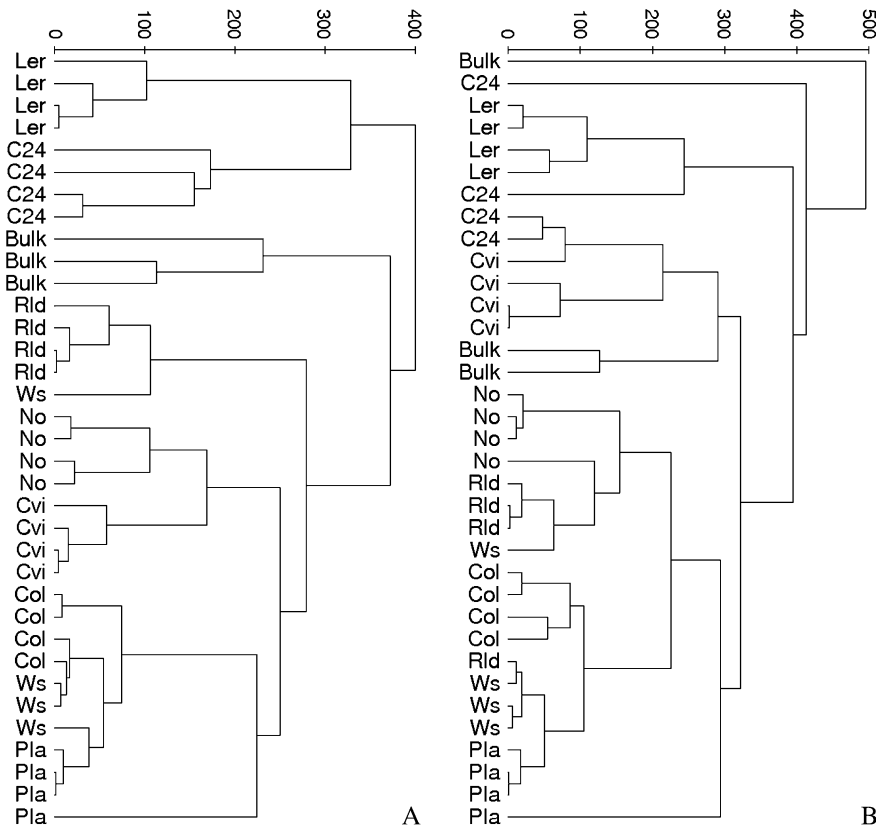 0 100 200 300 400
Ler
Ler
Ler
Ler
C24
C24
C24
C24
Bulk
Bulk
Bulk
Rld
Rld
Rld
Rld
Ws
No
No
No
No
Cvi
Cvi
Cvi
Cvi
Col
Col
Col
Col
Ws
Ws
Ws
Pla
Pla
Pla
Pla
A
0 100 200 300 400 500
Bulk
C24
Ler
Ler
Ler
Ler
C24
C24
C24
Cvi
Cvi
Cvi
Cvi
Bulk
Bulk
No
No
No
No
Rld
Rld
Rld
Ws
Col
Col
Col
Col
Rld
Ws
Ws
Ws
Pla
Pla
Pla
Pla
B